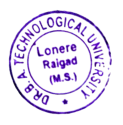 DR.B. A. TECHNOLOGICAL UNIVERSITY
Lonere
Raigad
(M.S.)
*